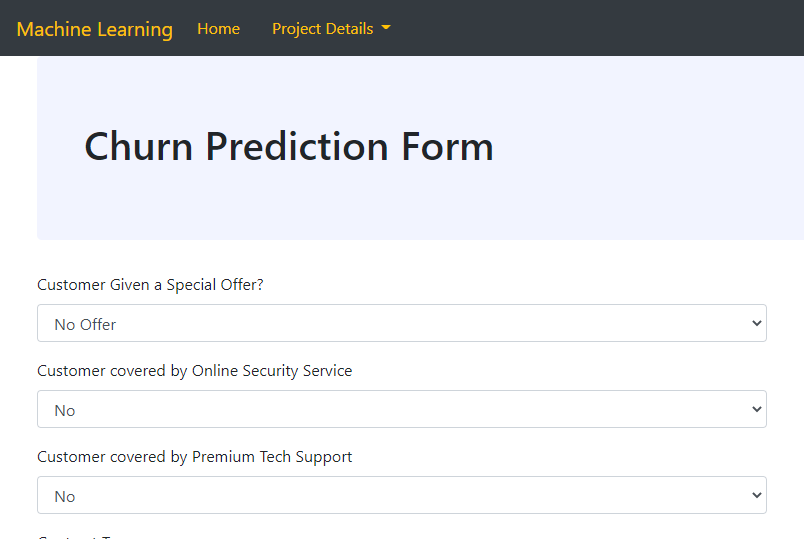 Machine Learning Home Project Details
Churn Prediction Form
Customer Given a Special Offer?
No Offer
Customer covered by Online Security Service
No
Customer covered by Premium Tech Support
No